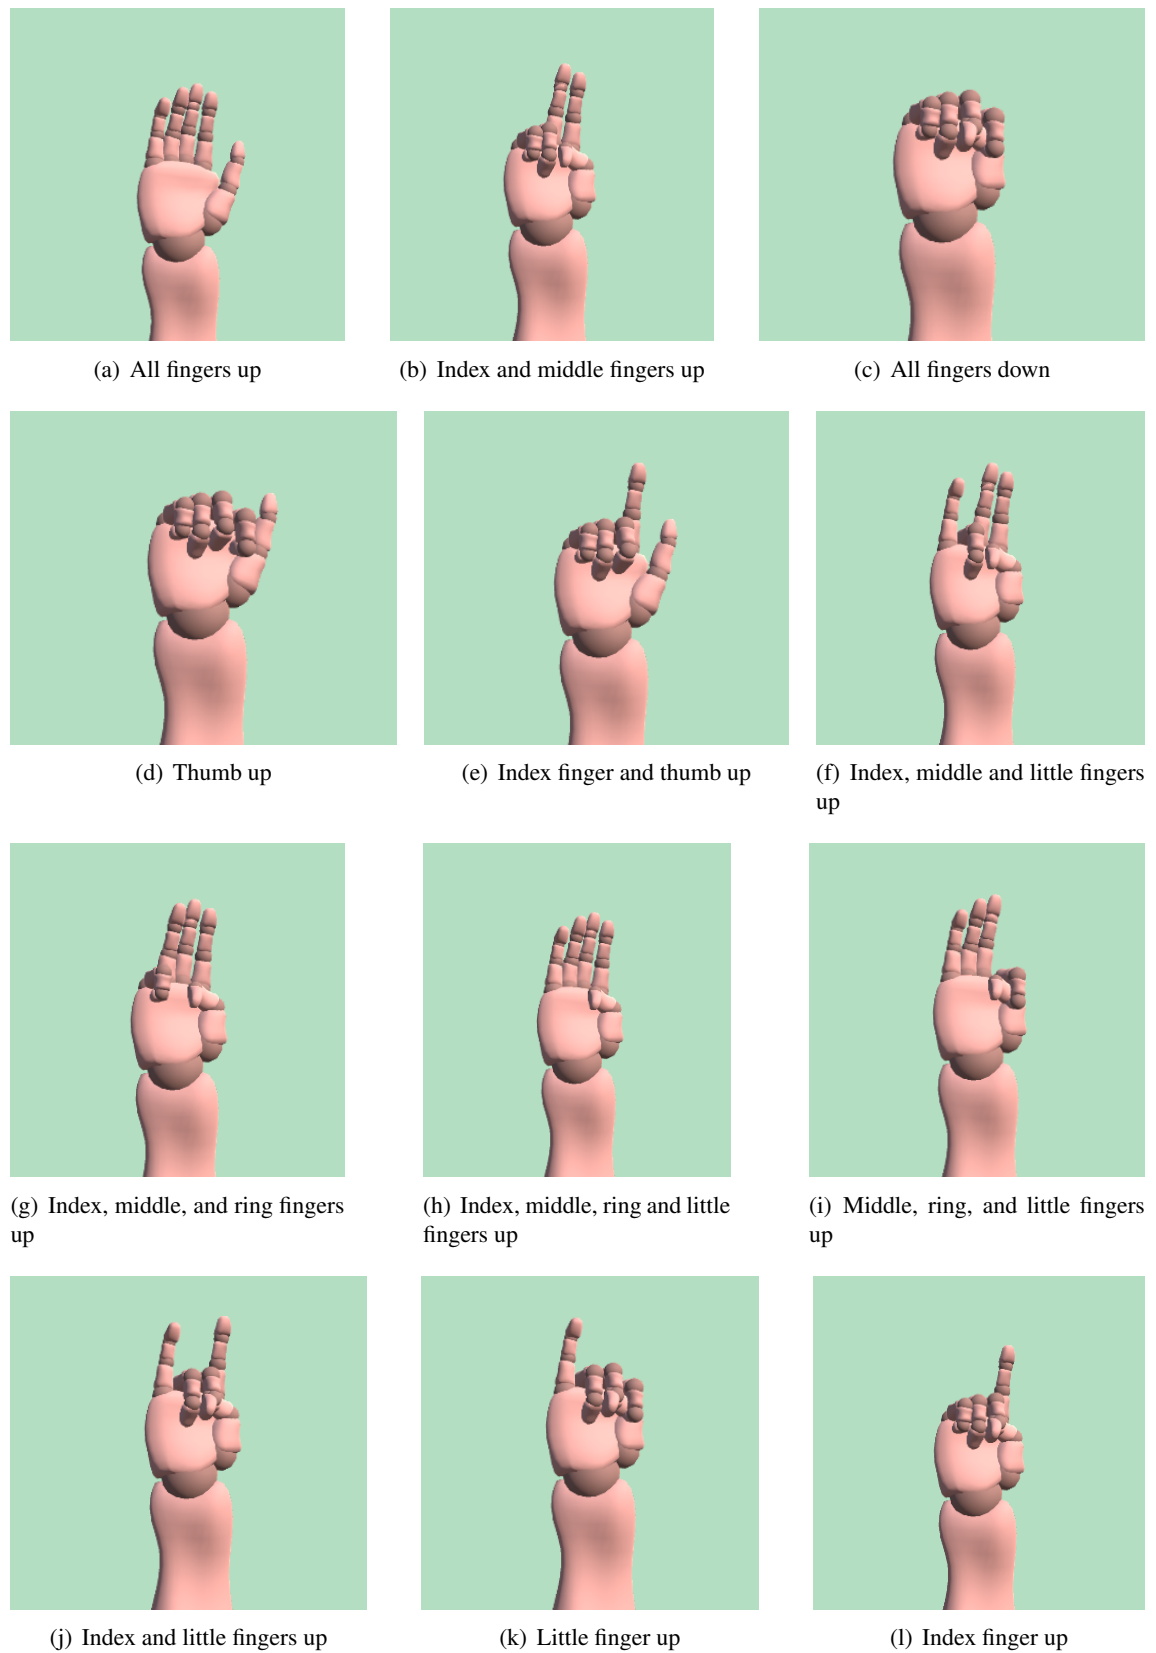 (a) All fingers up
(b) Index and middle fingers up
(c) All fingers down
(d) Thumb up
(e) Index finger and thumb up
(f) Index, middle and little fingers
up
(g) Index, middle, and ring fingers
up
(h) Index, middle, ring and little
fingers up
(i) Middle, ring, and little fingers
up
(j) Index and little fingers up
(k) Little finger up
(l) Index finger up